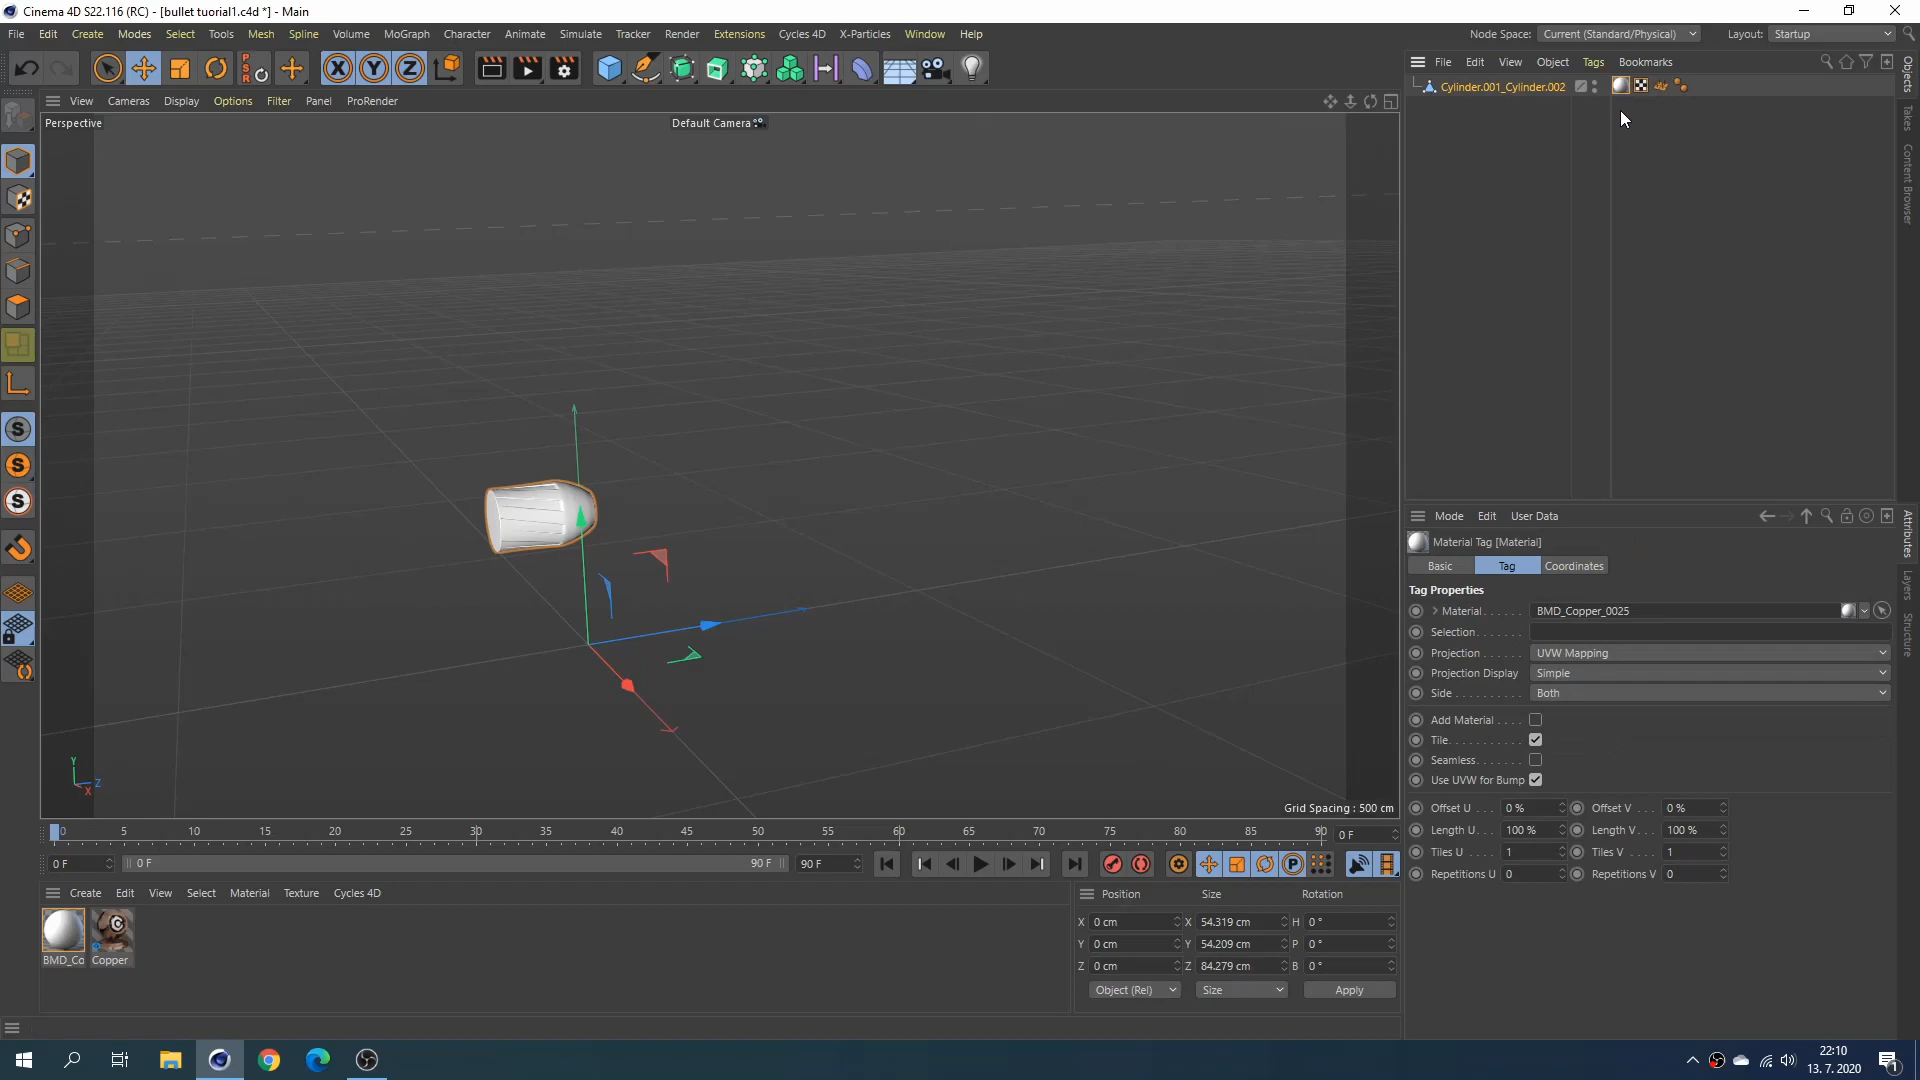 Cinema 4D S22.116 (RC) - [bullet tuorial1.c4d *] - Main
File Edit Create Modes Select Tools Mesh Spline Volume MoGraph Character Animate Simulate Tracker Render Extensions Cycles 4D X-Particles Window Help
Node Space: Current (Standard/Physical) Layout: Startup
File Edit View Object Tags Bookmarks
Cylinder.001_Cylinder.002
View Cameras Display Options Filter Panel ProRender
Perspective
Default Camera
Objects
Takes
Content Browser
Mode Edit User Data
Material Tag [Material]
Basic Tag Coordinates
Tag Properties
Material . . . . . . BMD_Copper_0025
Selection. . . . . . .
Projection . . . . . . UVW Mapping
Projection Display Simple
Side . . . . . . . . . . Both
Add Material . . . .
Tile. . . . . . . . . . .
Seamless. . . . . . .
Use UVW for Bump
Offset U . . . 0 % Offset V . . . 0 %
Length U. . . 100 % Length V. . . 100 %
Tiles U . . . . 1 Tiles V . . . . 1
Repetitions U 0 Repetitions V 0
Attributes
Layers
Structure
Y
Z
X
Grid Spacing : 500 cm
0 5 10 15 20 25 30 35 40 45 50 55 60 65 70 75 80 85 90 0 F
0 F 0 F 90 F 90 F
Create Edit View Select Material Texture Cycles 4D
BMD_Co Copper
Position Size Rotation
X 0 cm X 54.319 cm H 0 °
Y 0 cm Y 54.209 cm P 0 °
Z 0 cm Z 84.279 cm B 0 °
Object (Rel) Size Apply
22:10
13. 7. 2020
1